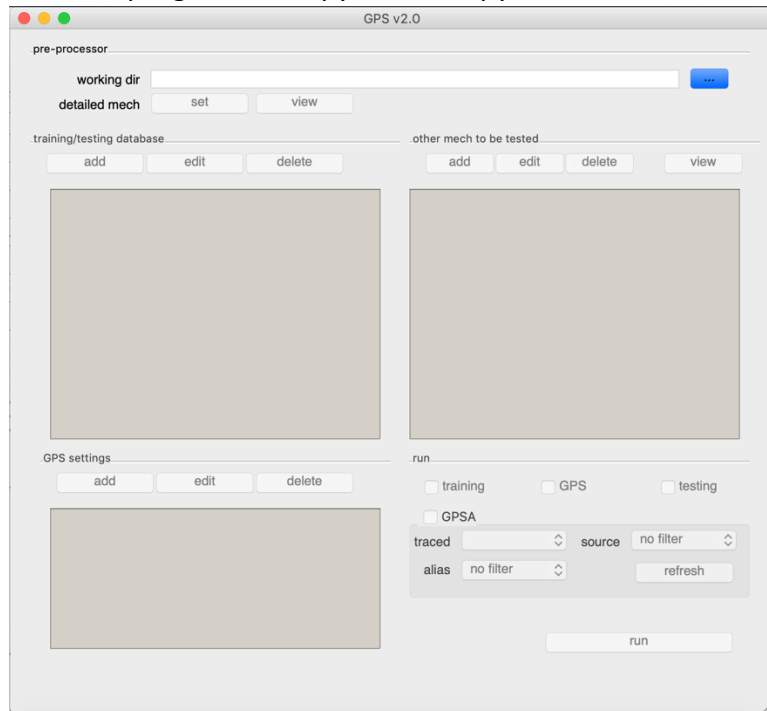 GPS v2.0
pre-processor
working dir ...
detailed mech set view
training/testing database
add edit delete
other mech to be tested
add edit delete view
GPS settings
add edit delete
run
training GPS testing
GPSA
traced source no filter
alias no filter refresh
run